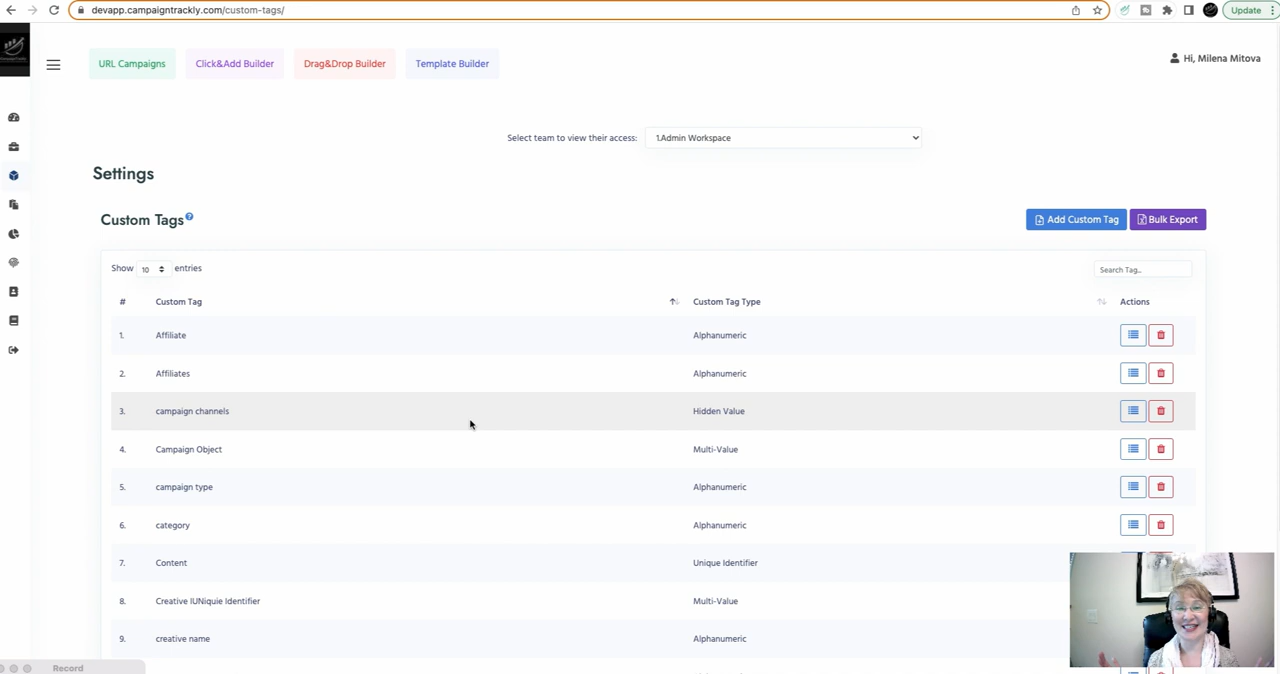 devapp.campaigntrackly.com/custom-tags/
Update
URL Campaigns
Click&Add Builder
Drag&Drop Builder
Template Builder
Hi, Milena Mitova
Select team to view their access:
1.Admin Workspace
Settings
Custom Tags
Add Custom Tag
Bulk Export
Show 10 entries
Search Tag..
# Custom Tag Custom Tag Type Actions
1. Affiliate Alphanumeric
2. Affiliates Alphanumeric
3. campaign channels Hidden Value
4. Campaign Object Multi-Value
5. campaign type Alphanumeric
6. category Alphanumeric
7. Content Unique Identifier
8. Creative IUNiquie Identifier Multi-Value
9. creative name Alphanumeric
Record